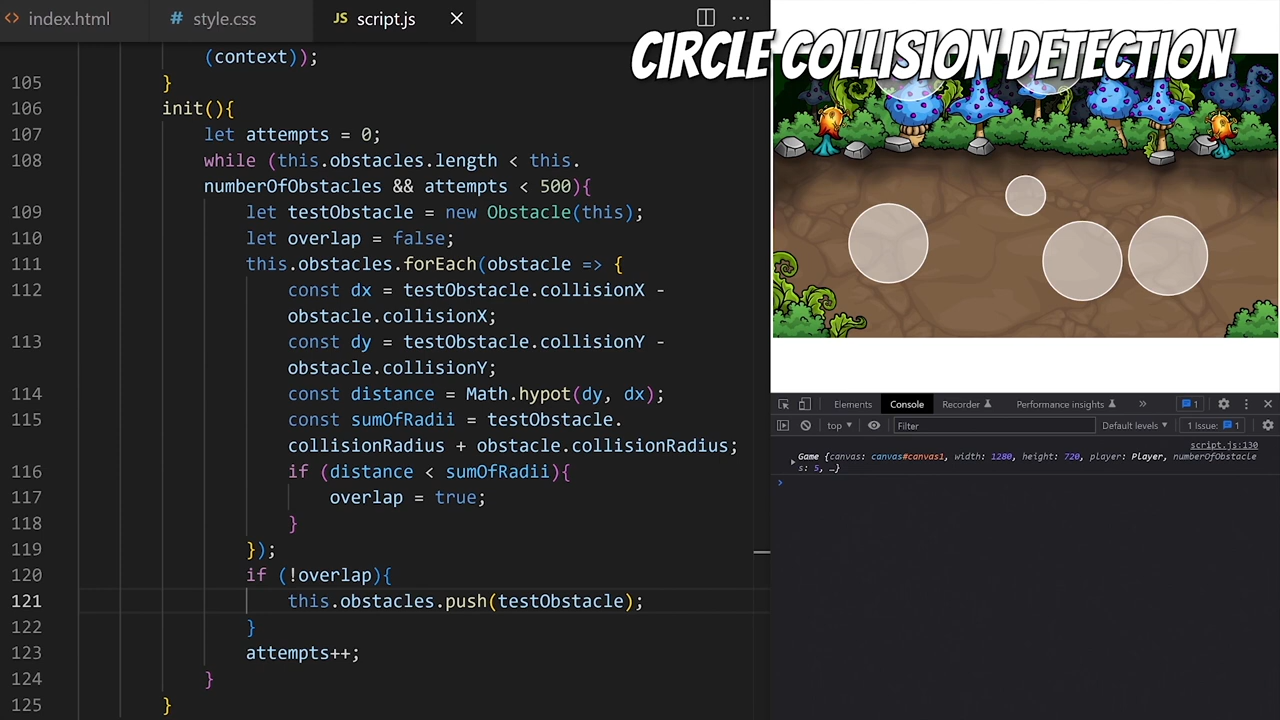 index.html
# style.css
JS script.js
CIRCLE COLLISION DETECTION
(context));
105 }
106 init(){
107 let attempts = 0;
108 while (this.obstacles.length < this.
numberOfObstacles && attempts < 500){
109 let testObstacle = new Obstacle(this);
110 let overlap = false;
111 this.obstacles.forEach(obstacle => {
112 const dx = testObstacle.collisionX -
obstacle.collisionX;
113 const dy = testObstacle.collisionY -
obstacle.collisionY;
114 const distance = Math.hypot(dy, dx);
115 const sumOfRadii = testObstacle.
collisionRadius + obstacle.collisionRadius;
116 if (distance < sumOfRadii){
117 overlap = true;
118 }
119 });
120 if (!overlap){
121 this.obstacles.push(testObstacle);
122 }
123 attempts++;
124 }
125 }
Elements Console Recorder Performance insights 1
top Filter Default levels 1 Issue: 1
script.js:130
Game {canvas: canvas#canvas1, width: 1280, height: 720, player: Player, numberOfObstacle
s: 5, …}